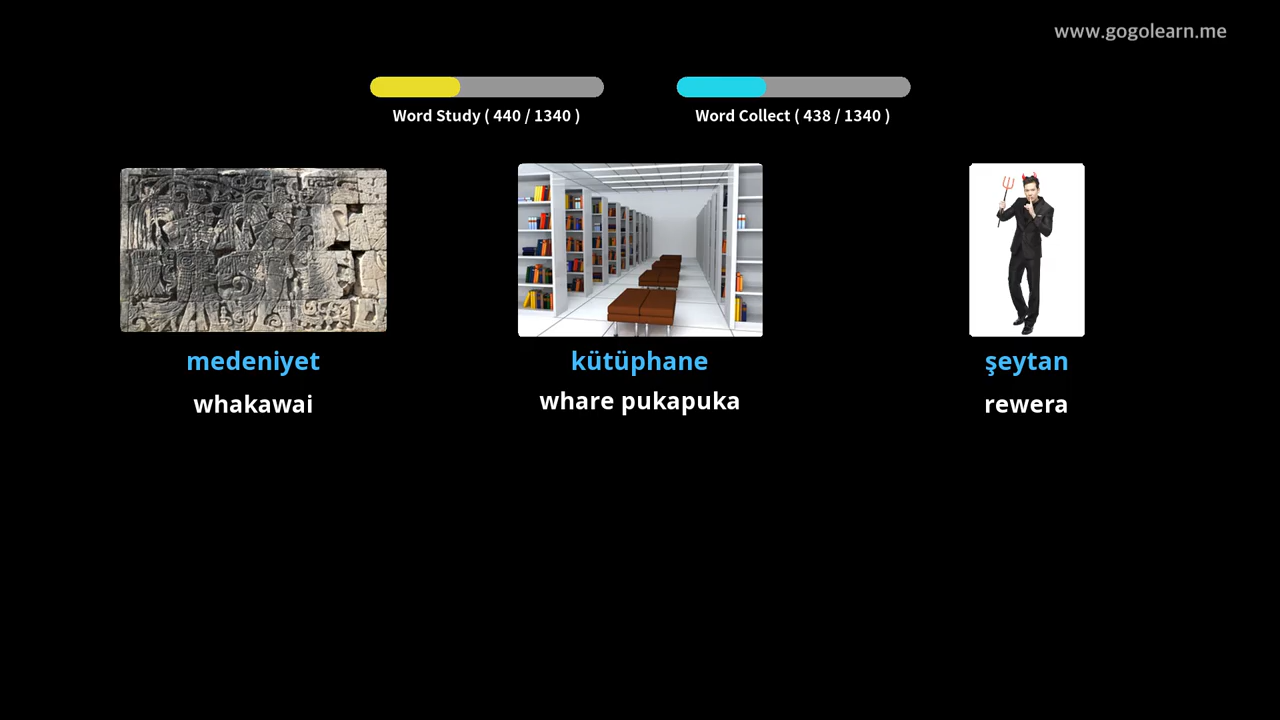 www.gogolearn.me
Word Study ( 440 / 1340 )
Word Collect ( 438 / 1340 )
medeniyet
kütüphane
şeytan
whakawai
whare pukapuka
rewera